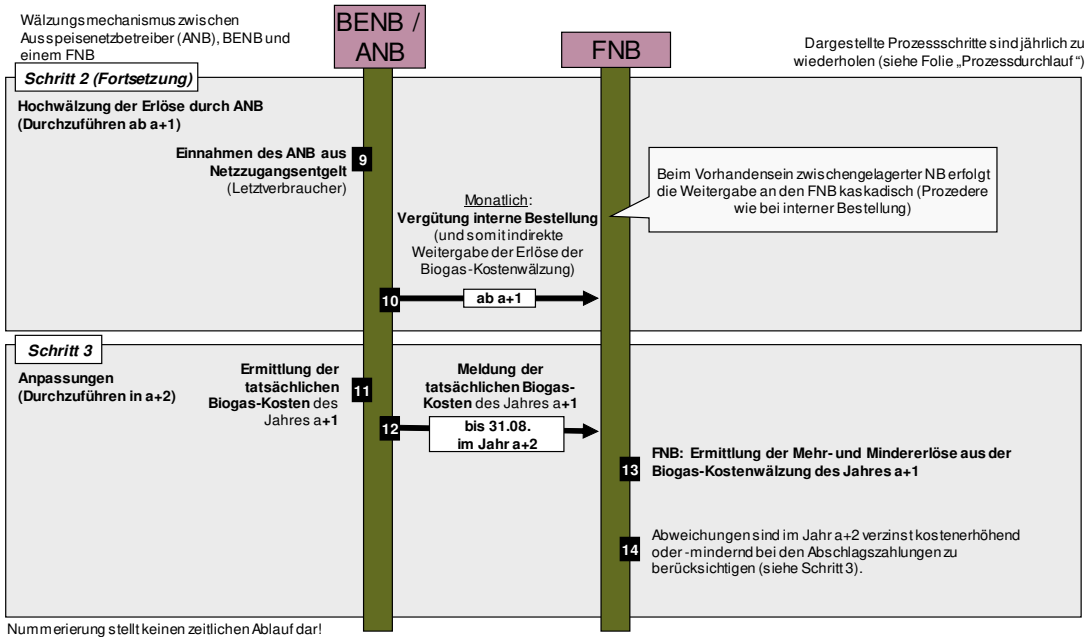 Wälzungsmechanismus zwischen
Ausspeisenetzbetreiber (ANB), BENB und
einem FNB
BENB /
ANB
FNB
Dargestellte Prozessschritte sind jährlich zu
wiederholen (siehe Folie „Prozessdurchlauf“)
Schritt 2 (Fortsetzung)
Hochwälzung der Erlöse durch ANB
(Durchzuführen ab a+1)
Einnahmen des ANB aus
Netzzugangsentgelt
(Letztverbraucher)
9
Monatlich:
Vergütung interne Bestellung
(und somit indirekte
Weitergabe der Erlöse der
Biogas-Kostenwälzung)
Beim Vorhandensein zwischengelagerter NB erfolgt
die Weitergabe an den FNB kaskadisch (Prozedere
wie bei interner Bestellung)
10
ab a+1
Schritt 3
Anpassungen
(Durchzuführen in a+2)
Ermittlung der
tatsächlichen
Biogas-Kosten des
Jahres a+1
11
Meldung der
tatsächlichen Biogas-
Kosten des Jahres a+1
12
bis 31.08.
im Jahr a+2
13
FNB: Ermittlung der Mehr- und Mindererlöse aus der
Biogas-Kostenwälzung des Jahres a+1
14
Abweichungen sind im Jahr a+2 verzinst kostenerhöhend
oder -mindernd bei den Abschlagszahlungen zu
berücksichtigen (siehe Schritt 3).
Nummerierung stellt keinen zeitlichen Ablauf dar!